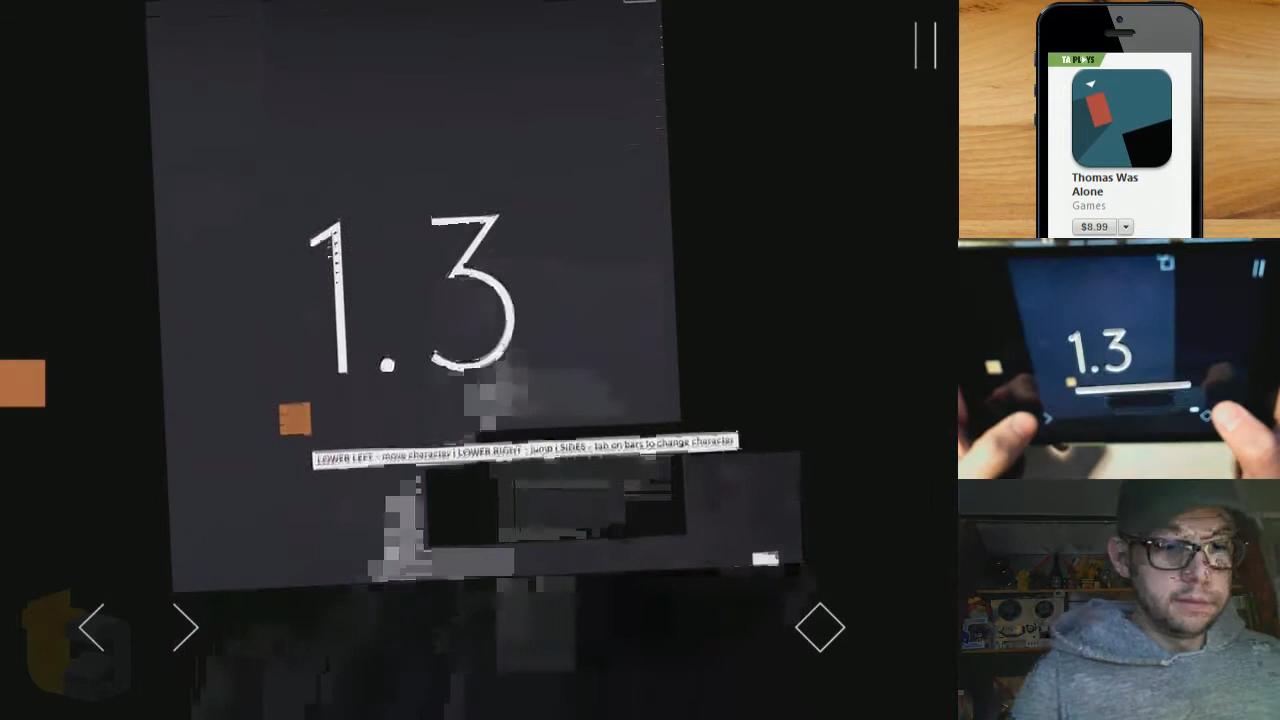 1.3
LOWER LEFT - move character | LOWER RIGHT - jump | SIDES - tab on bars to change character
TA PLAYS
Thomas Was
Alone
Games
$8.99
1.3